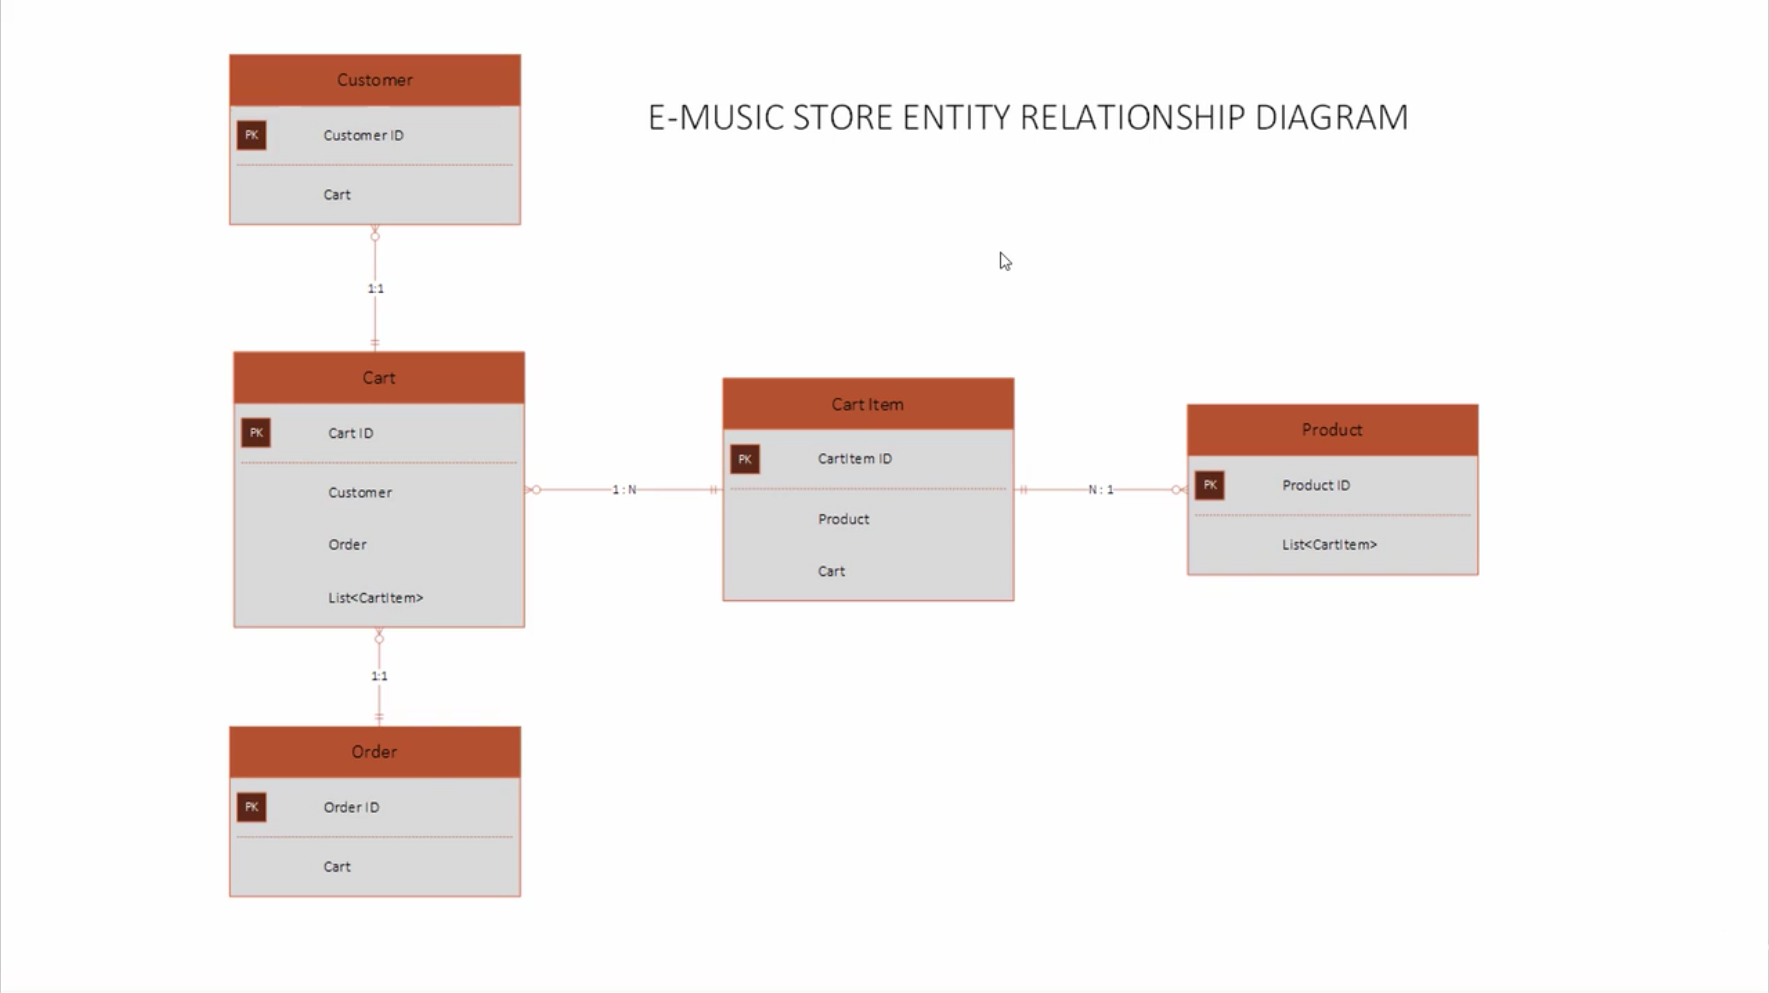 E-MUSIC STORE ENTITY RELATIONSHIP DIAGRAM
Customer
PK Customer ID
Cart
1:1
Cart
PK Cart ID
Customer
Order
List<CartItem>
1 : N
Cart Item
PK CartItem ID
Product
Cart
N : 1
Product
PK Product ID
List<CartItem>
1:1
Order
PK Order ID
Cart